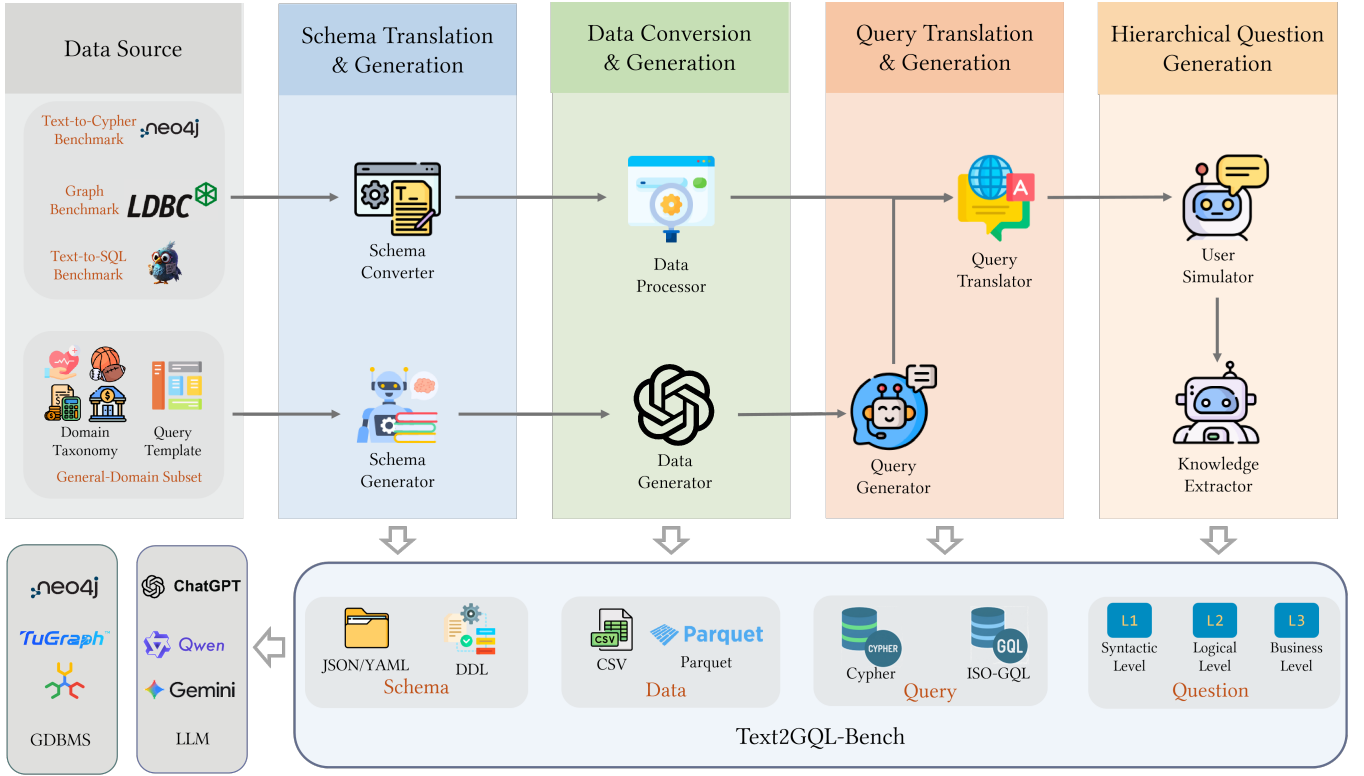 Data Source
Schema Translation
& Generation
Data Conversion
& Generation
Query Translation
& Generation
Hierarchical Question
Generation
Text-to-Cypher
Benchmark
neo4j
Graph
Benchmark
LDBC
Text-to-SQL
Benchmark
Schema
Converter
Data
Processor
A
Query
Translator
User
Simulator
Domain
Taxonomy
Query
Template
General-Domain Subset
Schema
Generator
Data
Generator
Query
Generator
Knowledge
Extractor
neo4j
TuGraph
GDBMS
ChatGPT
Qwen
Gemini
LLM
JSON/YAML
DDL
Schema
CSV
CSV
Parquet
Parquet
Data
CYPHER
Cypher
GQL
ISO-GQL
Query
L1
Syntactic
Level
L2
Logical
Level
L3
Business
Level
Question
Text2GQL-Bench